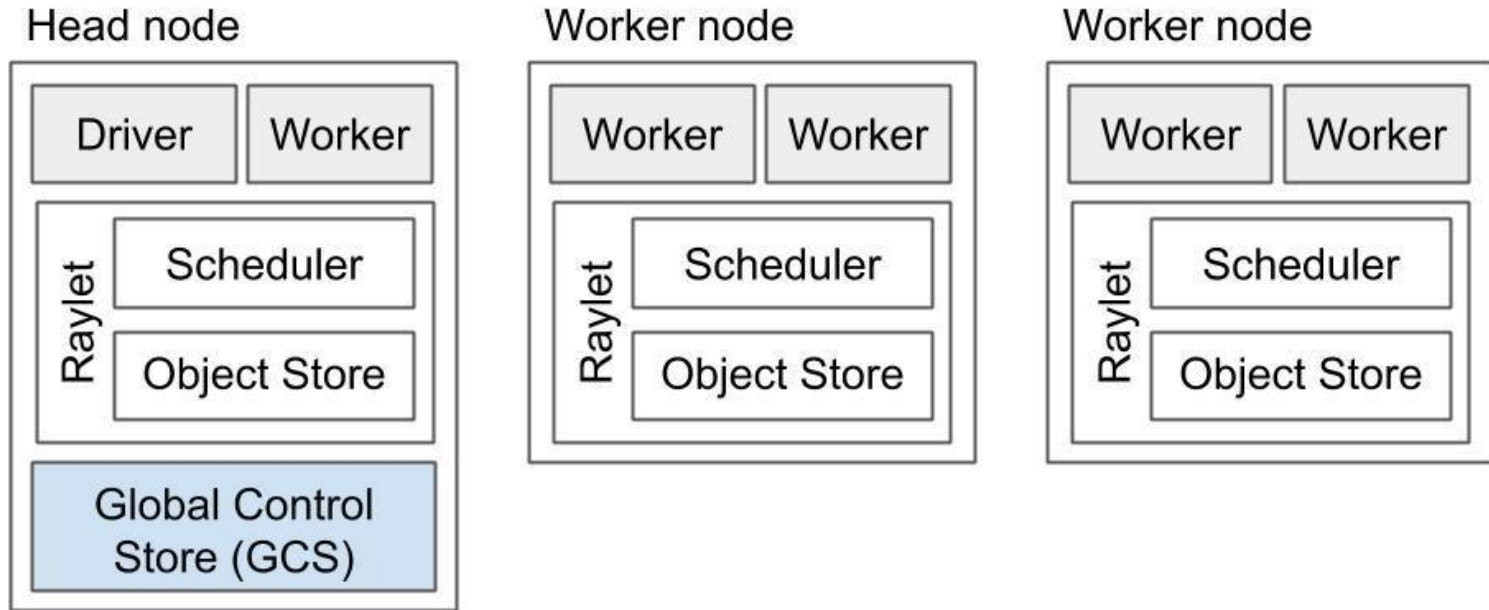 Head node
Driver
Worker
Raylet
Scheduler
Object Store
Global Control
Store (GCS)
Worker node
Worker
Worker
Raylet
Scheduler
Object Store
Worker node
Worker
Worker
Raylet
Scheduler
Object Store